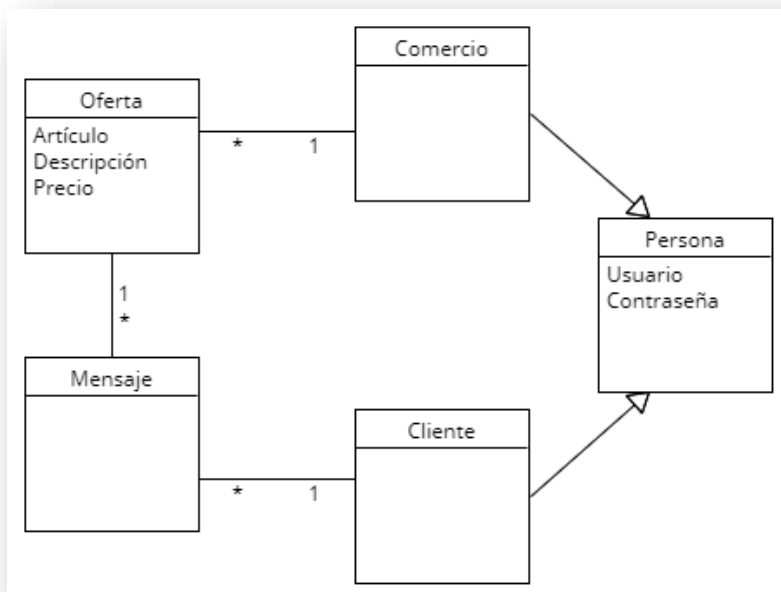 Comercio
Oferta
Artículo
Descripción
Precio
* 1
Persona
Usuario
Contraseña
1
*
Mensaje
Cliente
* 1